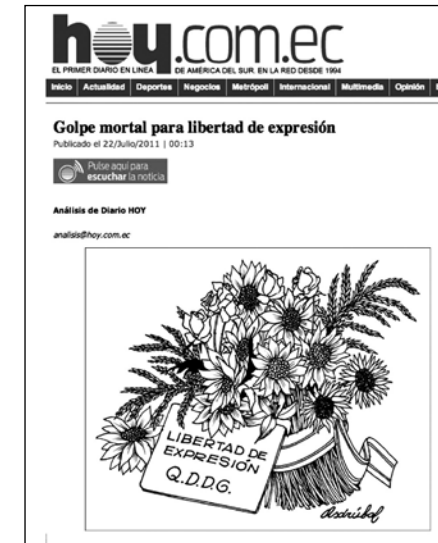 hoy.com.ec
EL PRIMER DIARIO EN LINEA DE AMÉRICA DEL SUR. EN LA RED DESDE 1994
Inicio Actualidad Deportes Negocios Metrópoli Internacional Multimedia Opinión
Golpe mortal para libertad de expresión
Publicado el 22/Julio/2011 | 00:13
Pulse aquí para
escuchar la noticia
Análisis de Diario HOY
analisis@hoy.com.ec
LIBERTAD DE
EXPRESIÓN
Q.D.D.G.
Asdrúbal